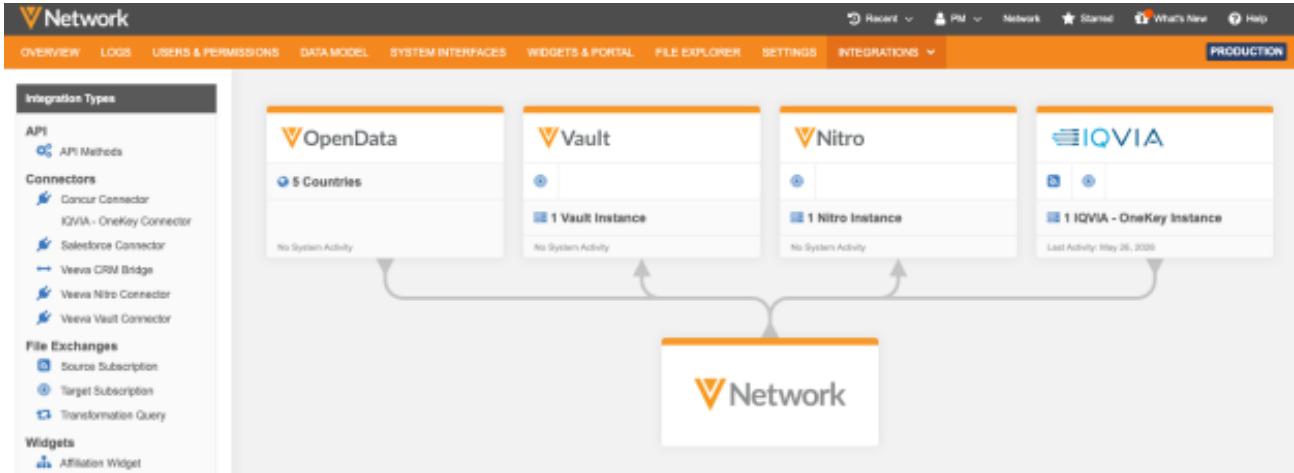 Network
Recent
PM
Network
Starred
What's New
Help
OVERVIEW
LOGS
USERS & PERMISSIONS
DATA MODEL
SYSTEM INTERFACES
WIDGETS & PORTAL
FILE EXPLORER
SETTINGS
INTEGRATIONS
PRODUCTION
Integration Types
API
API Methods
Connectors
Concur Connector
IQVIA - OneKey Connector
Salesforce Connector
Veeva CRM Bridge
Veeva Nitro Connector
Veeva Vault Connector
File Exchanges
Source Subscription
Target Subscription
Transformation Query
Widgets
Affiliation Widget
OpenData
5 Countries
No System Activity
Vault
1 Vault Instance
No System Activity
Nitro
1 Nitro Instance
No System Activity
IQVIA
1 IQVIA - OneKey Instance
Last Activity: May 26, 2026
Network